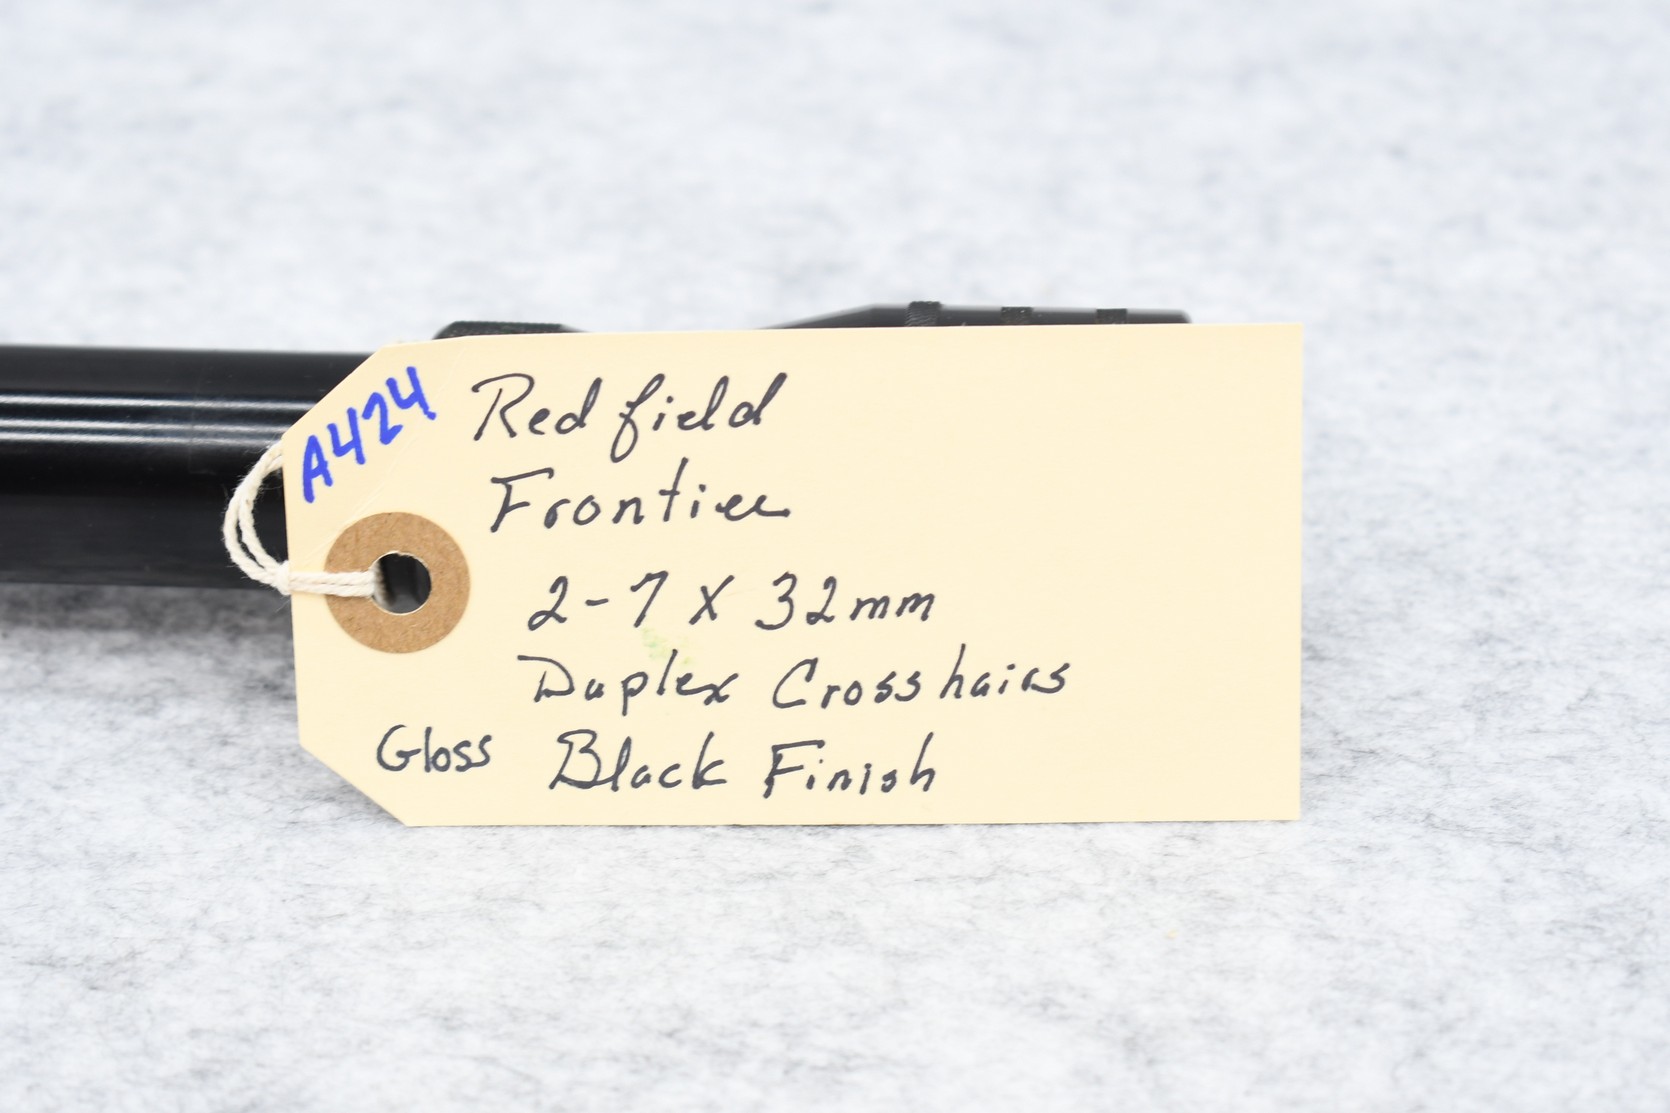 A424
Redfield
Frontier
2-7 X 32mm
Duplex Crosshairs
Gloss Black Finish